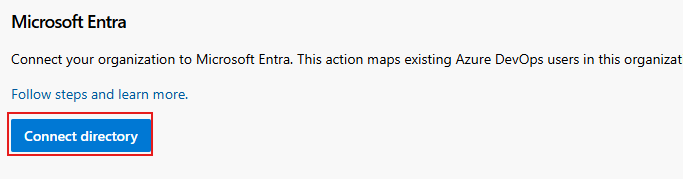 Microsoft Entra
Connect your organization to Microsoft Entra. This action maps existing Azure DevOps users in this organizat
Follow steps and learn more.
Connect directory